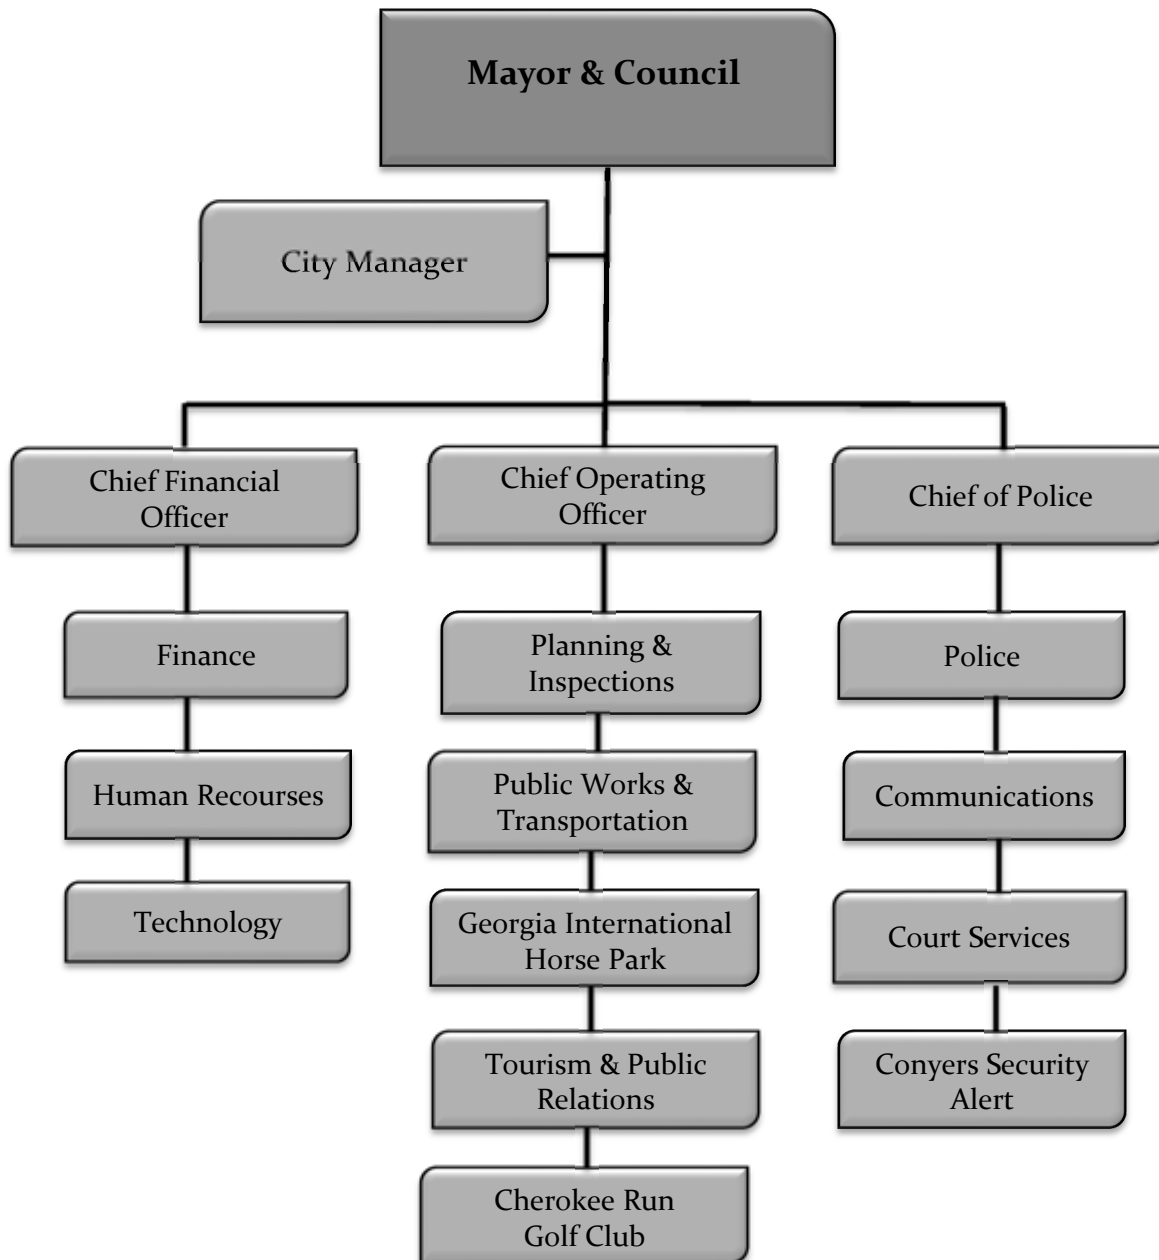 Mayor & Council
City Manager
Chief Financial
Officer
Finance
Human Recourses
Technology
Chief Operating
Officer
Planning &
Inspections
Public Works &
Transportation
Georgia International
Horse Park
Tourism & Public
Relations
Cherokee Run
Golf Club
Chief of Police
Police
Communications
Court Services
Conyers Security
Alert